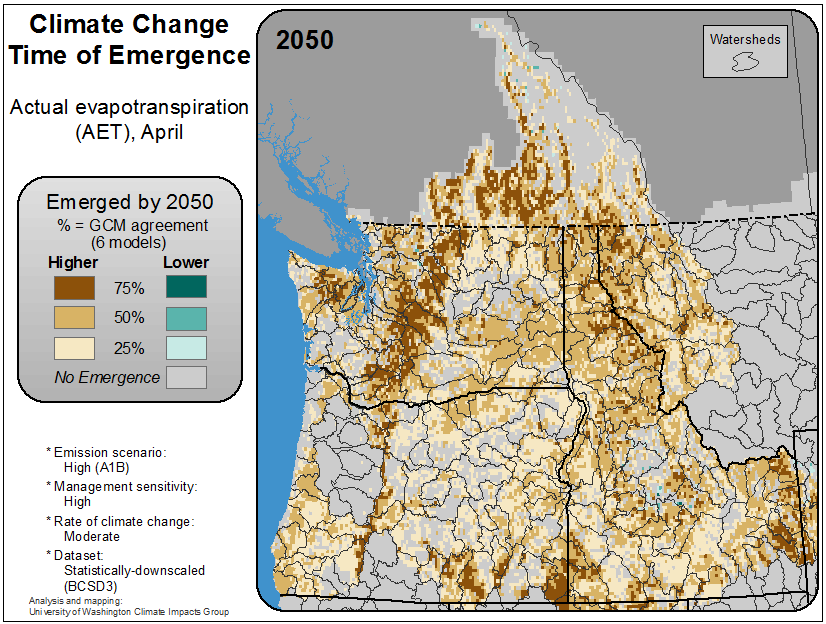 Climate Change
Time of Emergence
Actual evapotranspiration
(AET), April
Emerged by 2050
% = GCM agreement
(6 models)
Higher Lower
75%
50%
25%
No Emergence
* Emission scenario:
High (A1B)
* Management sensitivity:
High
* Rate of climate change:
Moderate
* Dataset:
Statistically-downscaled
(BCSD3)
Analysis and mapping:
University of Washington Climate Impacts Group
2050
Watersheds